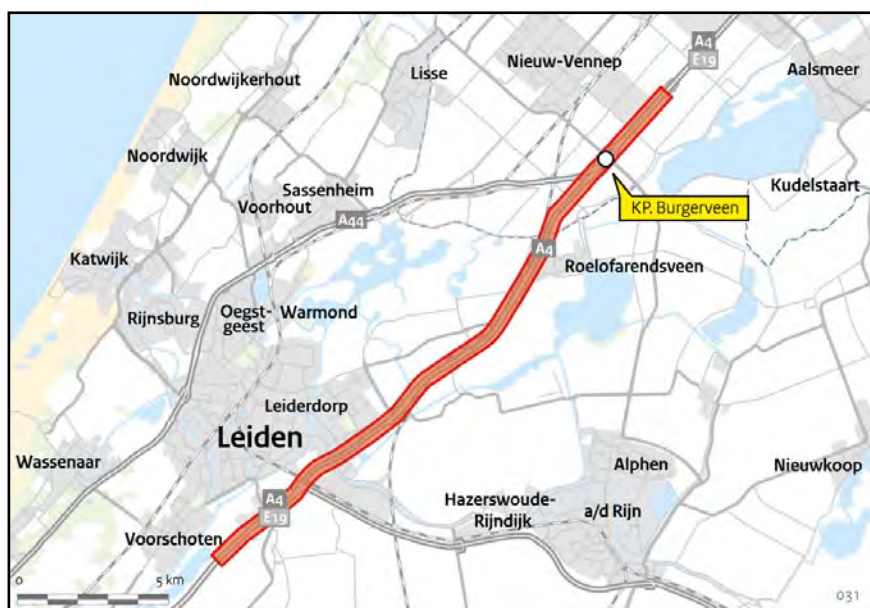 A4
E19
Aalsmeer
Nieuw-Vennep
Lisse
Noordwijkerhout
Noordwijk
Sassenheim
Voorhout
A44
KP. Burgerveen
Kudelstaart
A4
Roelofarendsveen
Katwijk
Rijnsburg
Oegst-
geest
Warmond
Leiderdorp
Leiden
Wassenaar
Alphen
a/d Rijn
Nieuwkoop
Hazerswoude-
Rijndijk
A4
E19
Voorschoten
0
5 km
031